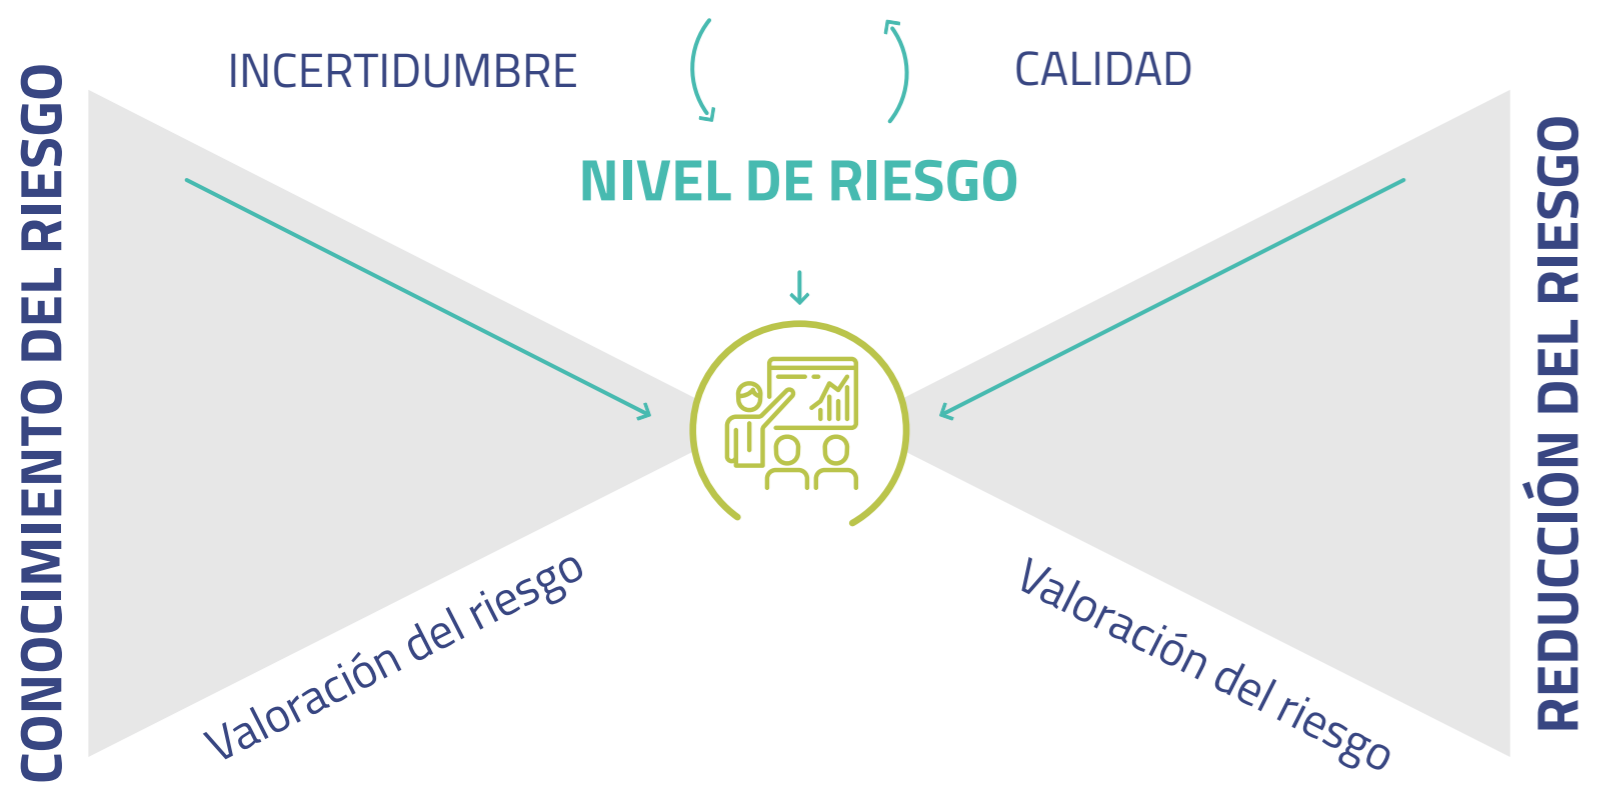 INCERTIDUMBRE
CALIDAD
NIVEL DE RIESGO
CONOCIMIENTO DEL RIESGO
REDUCCIÓN DEL RIESGO
Valoración del riesgo
Valoración del riesgo